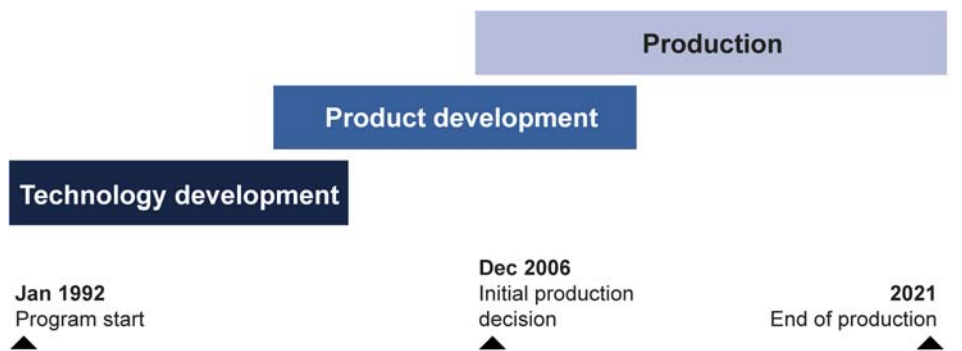 Production
Product development
Technology development
Jan 1992
Program start
Dec 2006
Initial production
decision
2021
End of production